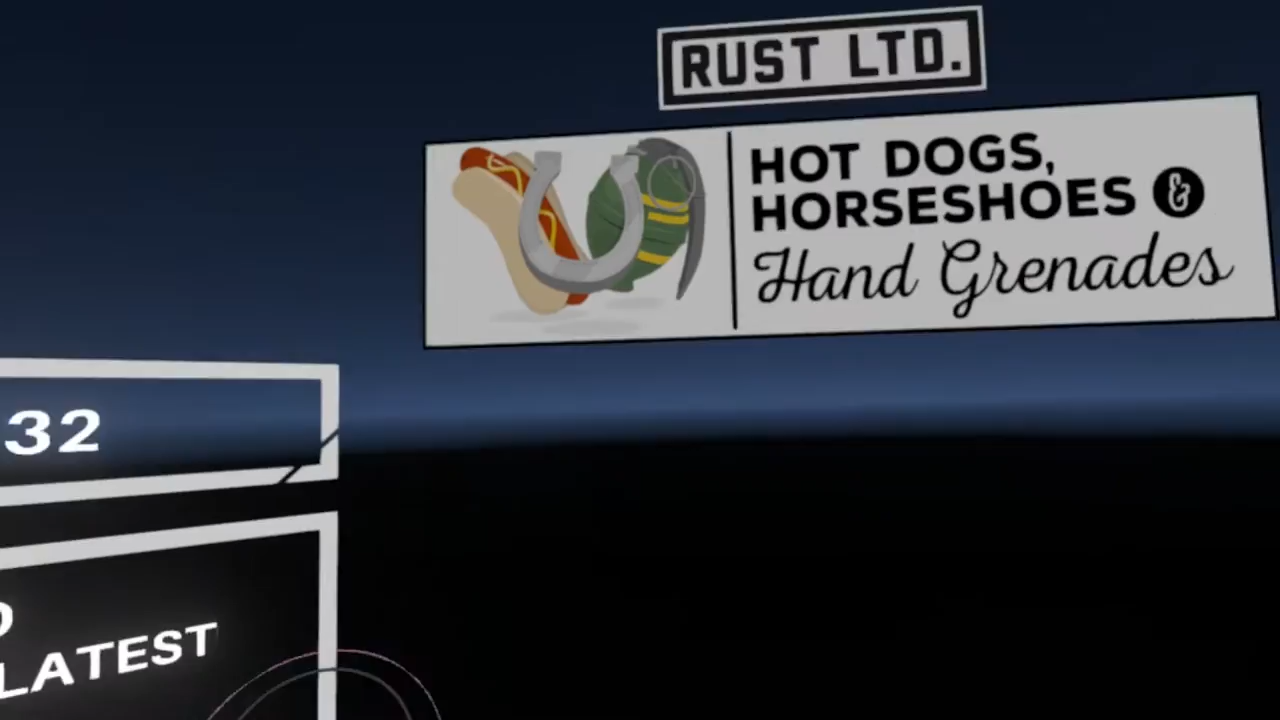 RUST LTD.
HOT DOGS,
HORSESHOES &
Hand Grenades
32
LATEST